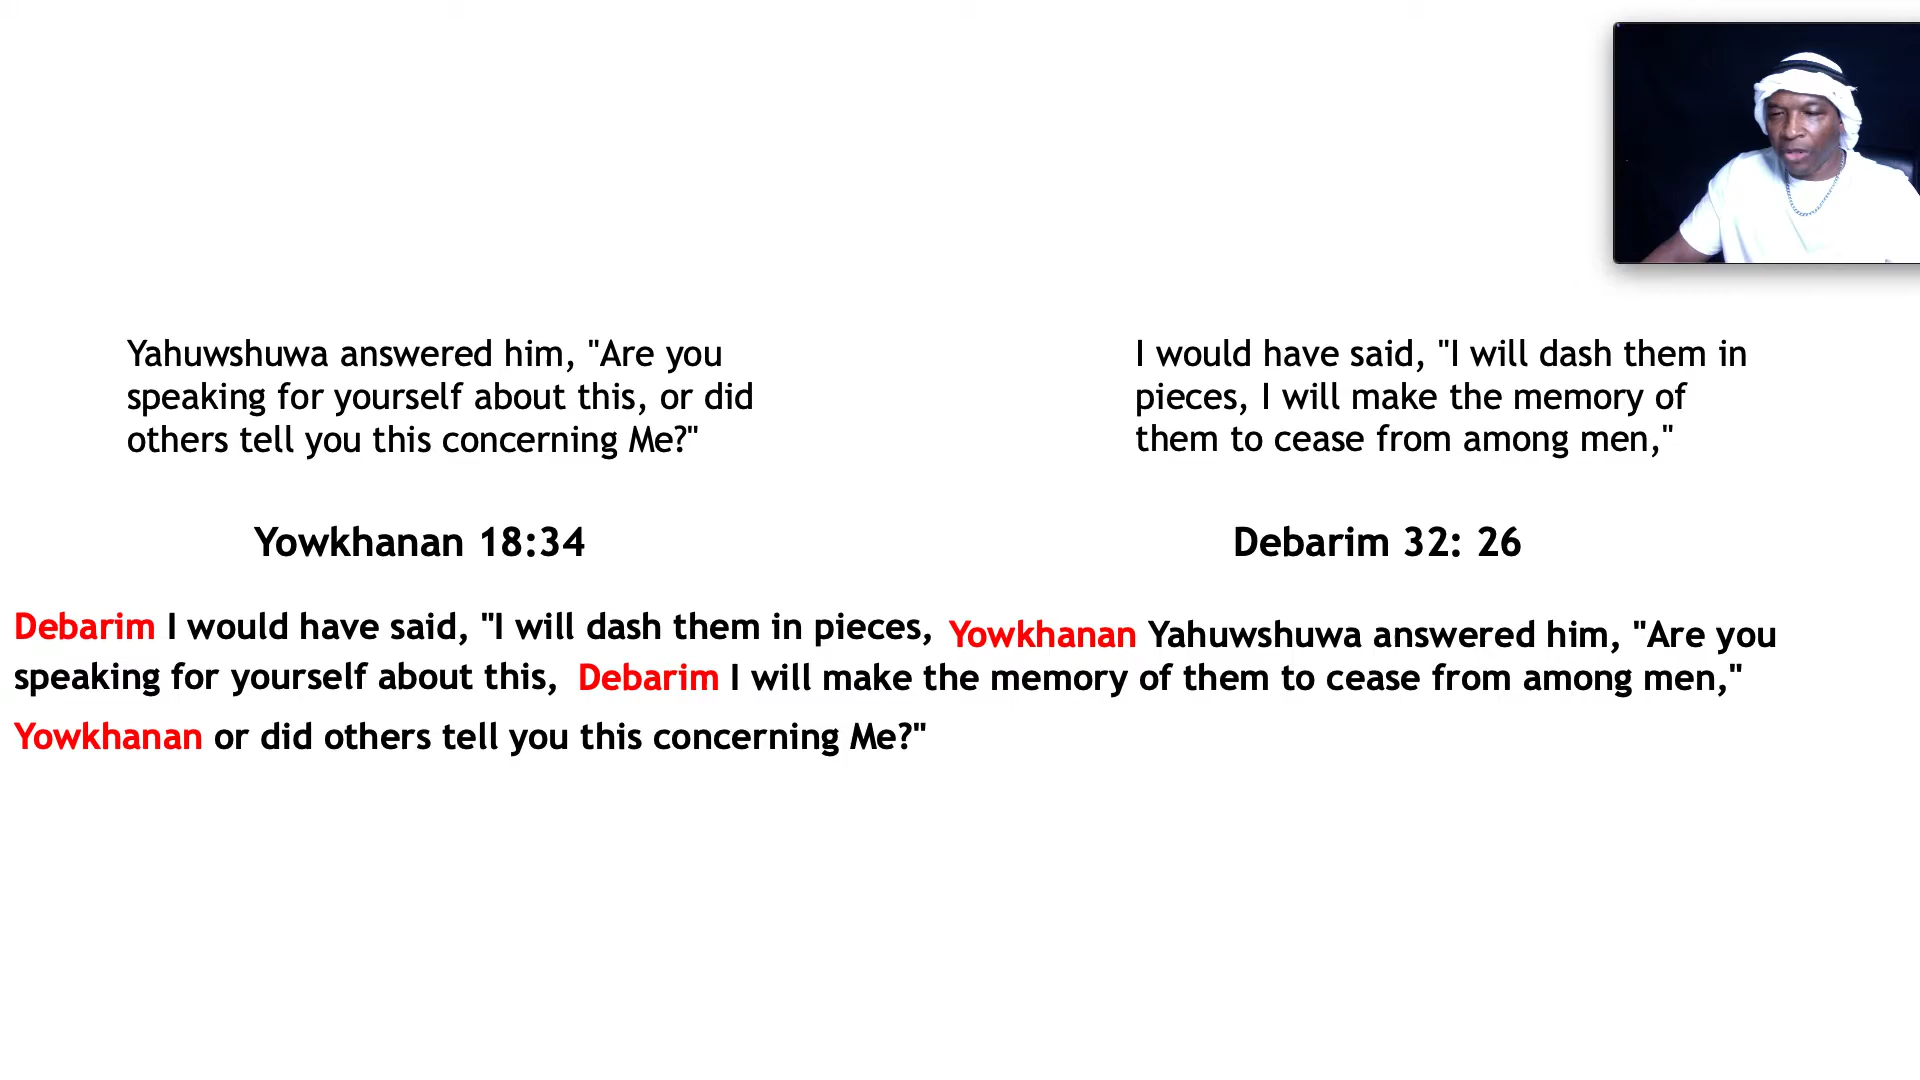 Yahuwshuwa answered him, "Are you
speaking for yourself about this, or did
others tell you this concerning Me?"
Yowkhanan 18:34
I would have said, "I will dash them in
pieces, I will make the memory of
them to cease from among men,"
Debarim 32: 26
Debarim I would have said, "I will dash them in pieces, Yowkhanan Yahuwshuwa answered him, "Are you
speaking for yourself about this, Debarim I will make the memory of them to cease from among men,"
Yowkhanan or did others tell you this concerning Me?"